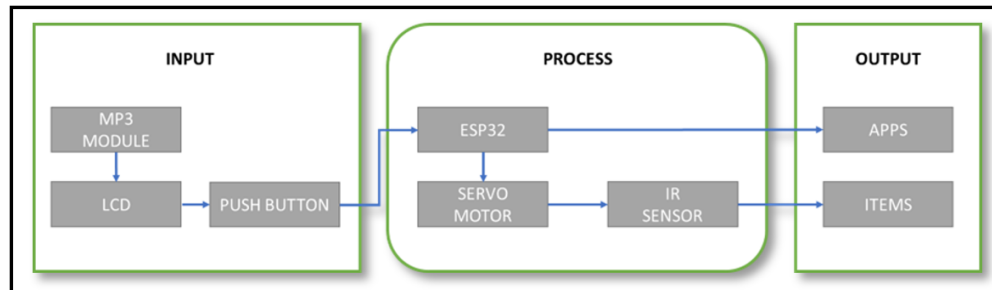 INPUT
MP3
MODULE
LCD
PUSH BUTTON
PROCESS
ESP32
SERVO
MOTOR
IR
SENSOR
OUTPUT
APPS
ITEMS